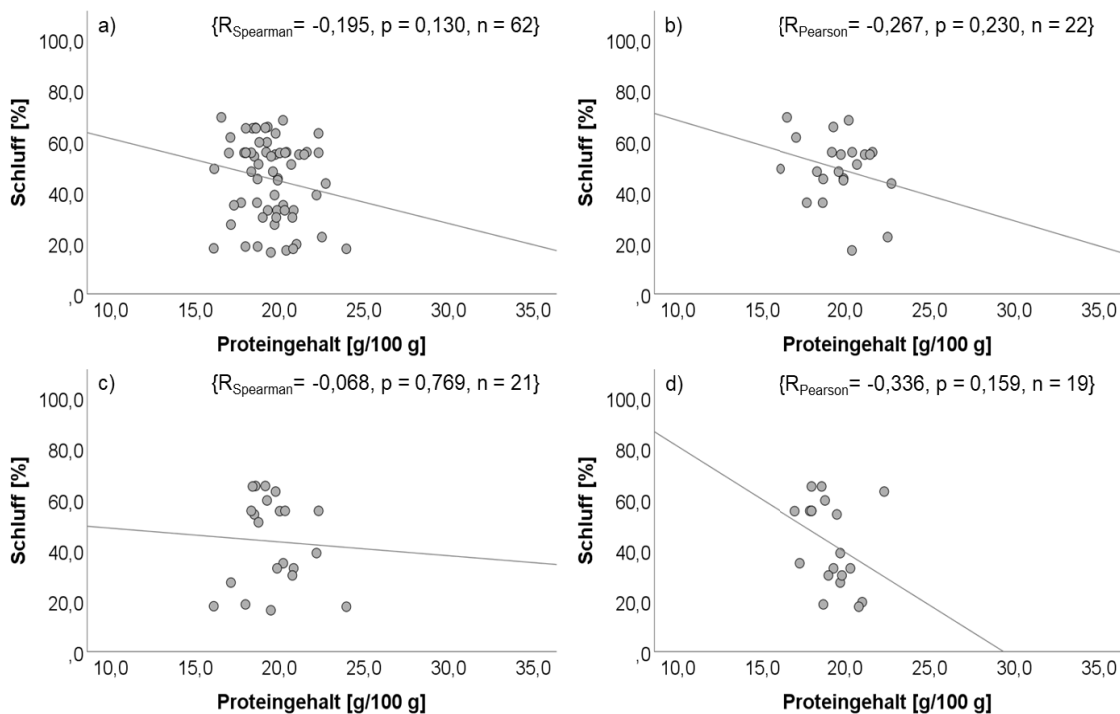 a) {R_Spearman= -0,195, p = 0,130, n = 62}
100,0
80,0
60,0
40,0
20,0
,0
Schluff [%]
10,0 15,0 20,0 25,0 30,0 35,0
Proteingehalt [g/100 g]
b) {R_Pearson= -0,267, p = 0,230, n = 22}
100,0
80,0
60,0
40,0
20,0
,0
Schluff [%]
10,0 15,0 20,0 25,0 30,0 35,0
Proteingehalt [g/100 g]
c) {R_Spearman= -0,068, p = 0,769, n = 21}
100,0
80,0
60,0
40,0
20,0
,0
Schluff [%]
10,0 15,0 20,0 25,0 30,0 35,0
Proteingehalt [g/100 g]
d) {R_Pearson= -0,336, p = 0,159, n = 19}
100,0
80,0
60,0
40,0
20,0
,0
Schluff [%]
10,0 15,0 20,0 25,0 30,0 35,0
Proteingehalt [g/100 g]